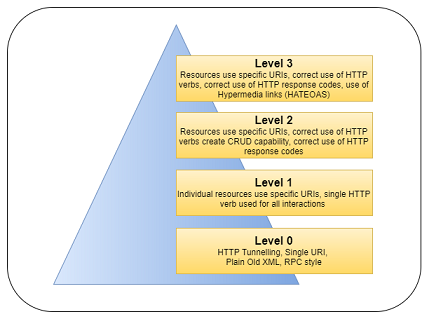 Level 3
Resources use specific URIs, correct use of HTTP
verbs, correct use of HTTP response codes, use of
Hypermedia links (HATEOAS)
Level 2
Resources use specific URIs, correct use of HTTP
verbs create CRUD capability, correct use of HTTP
response codes
Level 1
Individual resources use specific URIs, single HTTP
verb used for all interactions
Level 0
HTTP Tunnelling, Single URI,
Plain Old XML, RPC style